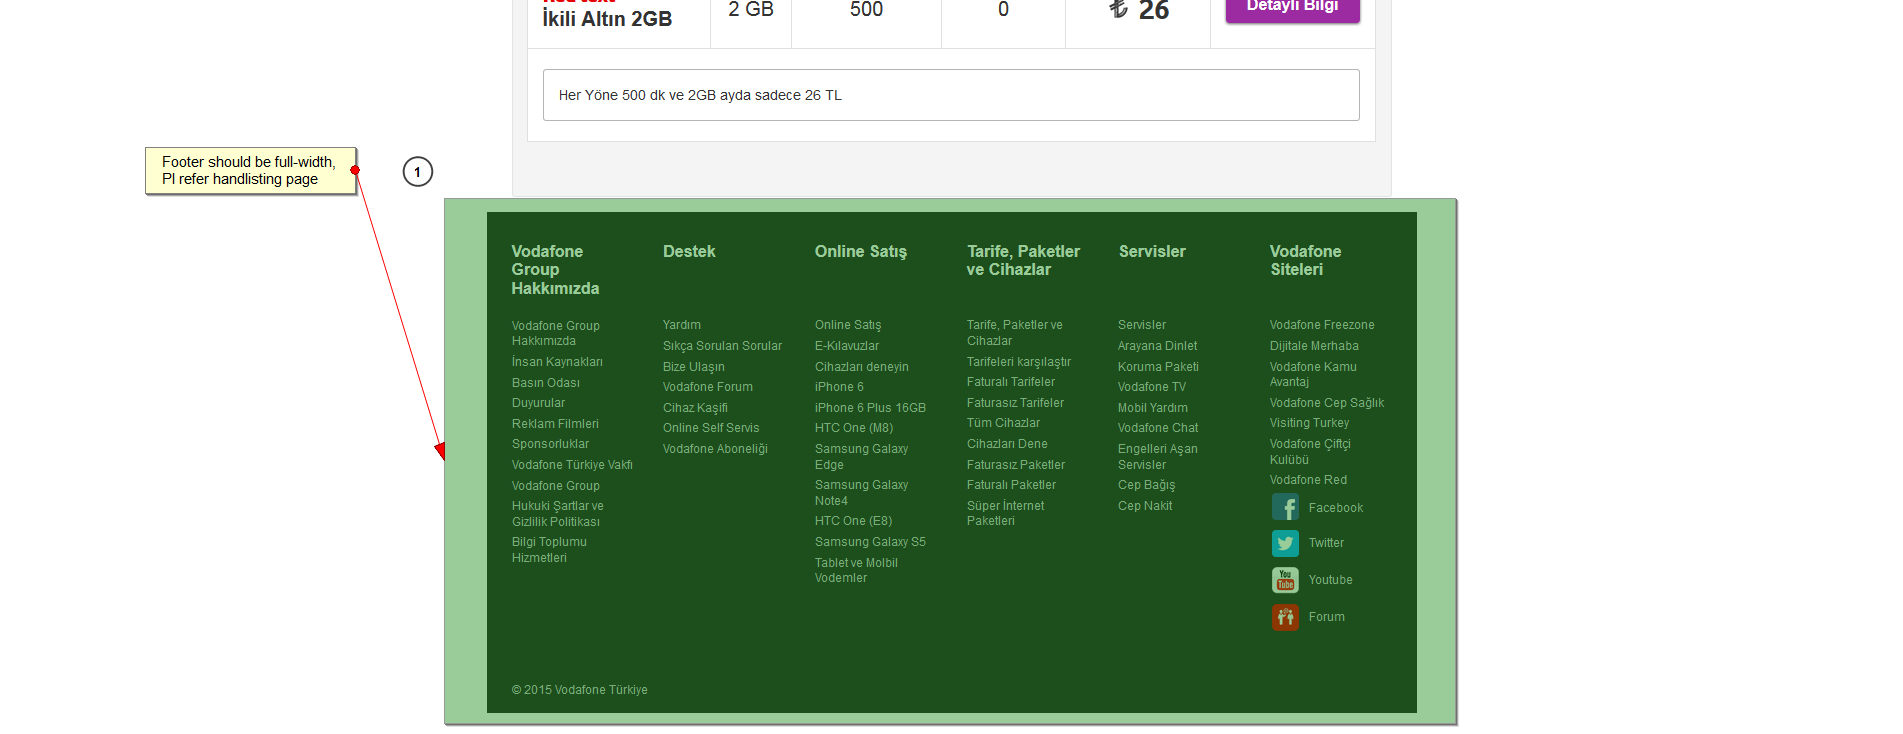 Red text
İkili Altın 2GB
2 GB
500
0
₺ 26
Detaylı Bilgi
Her Yöne 500 dk ve 2GB ayda sadece 26 TL
Footer should be full-width,
Pl refer handlisting page
1
Vodafone
Group
Hakkımızda
Vodafone Group
Hakkımızda
İnsan Kaynakları
Basın Odası
Duyurular
Reklam Filmleri
Sponsorluklar
Vodafone Türkiye Vakfı
Vodafone Group
Hukuki Şartlar ve
Gizlilik Politikası
Bilgi Toplumu
Hizmetleri
Destek
Yardım
Sıkça Sorulan Sorular
Bize Ulaşın
Vodafone Forum
Cihaz Kaşifi
Online Self Servis
Vodafone Aboneliği
Online Satış
Online Satış
E-Kılavuzlar
Cihazları deneyin
iPhone 6
iPhone 6 Plus 16GB
HTC One (M8)
Samsung Galaxy
Edge
Samsung Galaxy
Note4
HTC One (E8)
Samsung Galaxy S5
Tablet ve Molbil
Vodemler
Tarife, Paketler
ve Cihazlar
Tarife, Paketler ve
Cihazlar
Tarifeleri karşılaştır
Faturalı Tarifeler
Faturasız Tarifeler
Tüm Cihazlar
Cihazları Dene
Faturasız Paketler
Faturalı Paketler
Süper İnternet
Paketleri
Servisler
Servisler
Arayana Dinlet
Koruma Paketi
Vodafone TV
Mobil Yardım
Vodafone Chat
Engelleri Aşan
Servisler
Cep Bağış
Cep Nakit
Vodafone
Siteleri
Vodafone Freezone
Dijitale Merhaba
Vodafone Kamu
Avantaj
Vodafone Cep Sağlık
Visiting Turkey
Vodafone Çiftçi
Kulübü
Vodafone Red
f Facebook
Twitter
You
Tube
Youtube
Forum
© 2015 Vodafone Türkiye